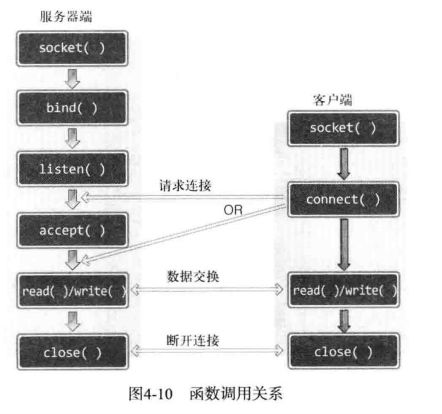 服务器端
socket( )
bind( )
客户端
socket( )
listen( )
请求连接
connect( )
OR
accept( )
数据交换
read( )/write( )
read( )/write( )
断开连接
close( )
close( )
图4-10 函数调用关系